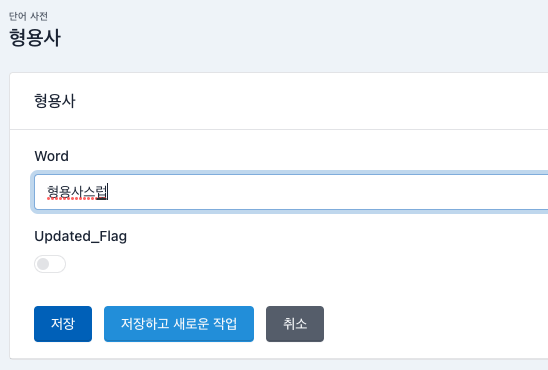 단어 사전
형용사
형용사
Word
형용사스럽
Updated_Flag
저장 저장하고 새로운 작업 취소